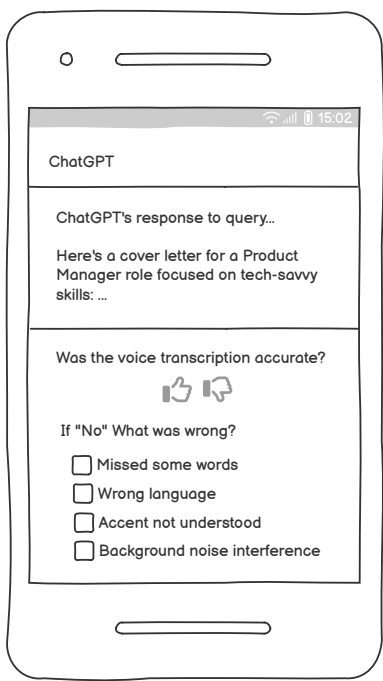 15:02
ChatGPT
ChatGPT's response to query...
Here's a cover letter for a Product
Manager role focused on tech-savvy
skills: ...
Was the voice transcription accurate?
If "No" What was wrong?
Missed some words
Wrong language
Accent not understood
Background noise interference